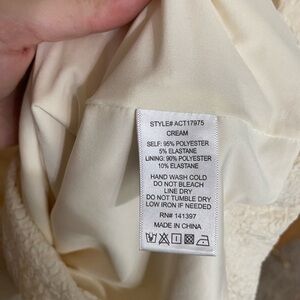 STYLE# ACT17975
CREAM
SELF: 95% POLYESTER
5% ELASTANE
LINING: 90% POLYESTER
10% ELASTANE
HAND WASH COLD
DO NOT BLEACH
LINE DRY
DO NOT TUMBLE DRY
LOW IRON IF NEEDED
RN# 141397
MADE IN CHINA